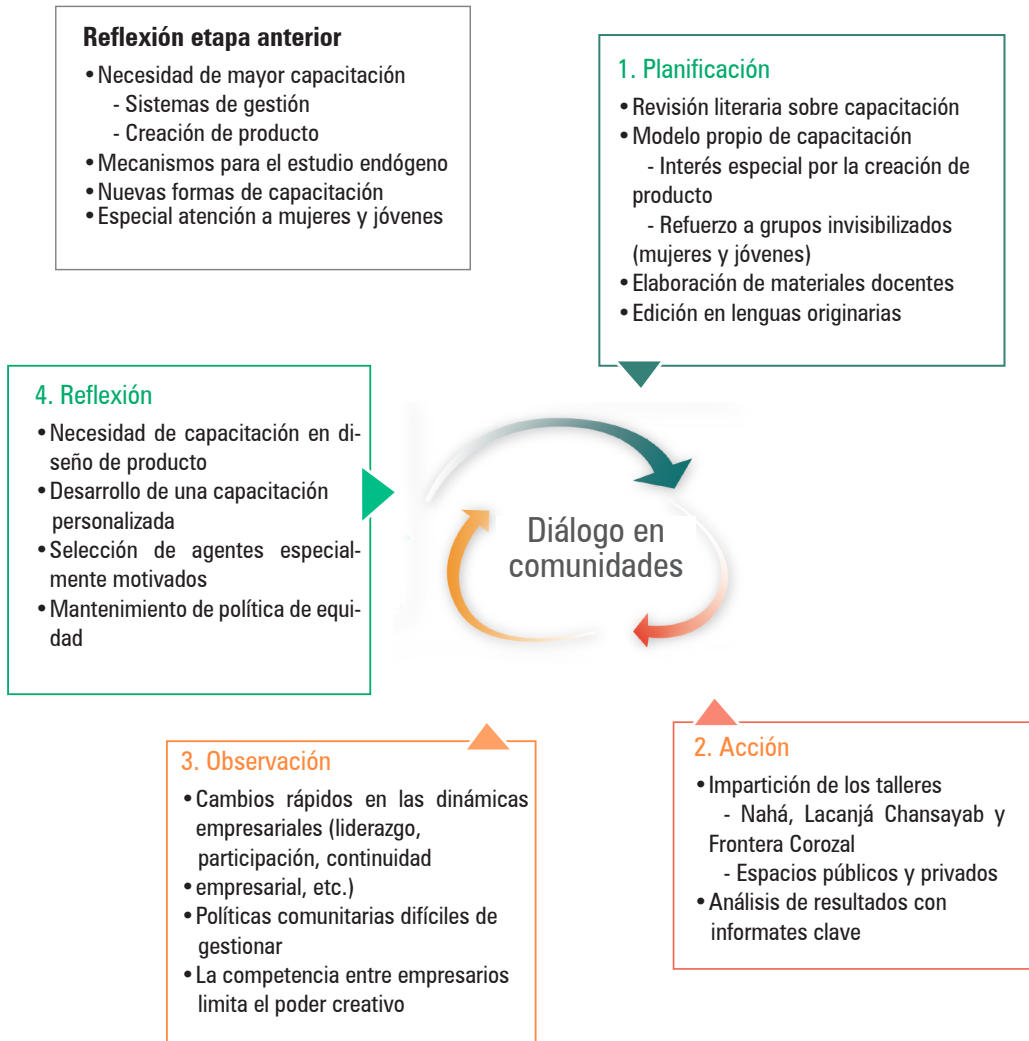 Reflexión etapa anterior
• Necesidad de mayor capacitación
- Sistemas de gestión
- Creación de producto
• Mecanismos para el estudio endógeno
• Nuevas formas de capacitación
• Especial atención a mujeres y jóvenes
1. Planificación
• Revisión literaria sobre capacitación
• Modelo propio de capacitación
- Interés especial por la creación de
producto
- Refuerzo a grupos invisibilizados
(mujeres y jóvenes)
• Elaboración de materiales docentes
• Edición en lenguas originarias
4. Reflexión
• Necesidad de capacitación en di-
seño de producto
• Desarrollo de una capacitación
personalizada
• Selección de agentes especial-
mente motivados
• Mantenimiento de política de equi-
dad
Diálogo en
comunidades
3. Observación
• Cambios rápidos en las dinámicas
empresariales (liderazgo,
participación, continuidad
• empresarial, etc.)
• Políticas comunitarias difíciles de
gestionar
• La competencia entre empresarios
limita el poder creativo
2. Acción
• Impartición de los talleres
- Nahá, Lacanjá Chansayab y
Frontera Corozal
- Espacios públicos y privados
• Análisis de resultados con
informates clave